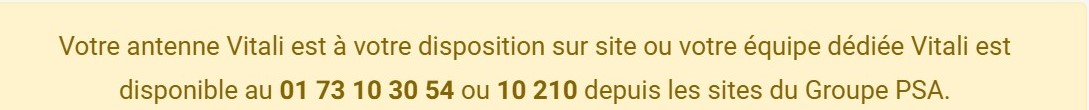 Votre antenne Vitali est à votre disposition sur site ou votre équipe dédiée Vitali est
disponible au 01 73 10 30 54 ou 10 210 depuis les sites du Groupe PSA.